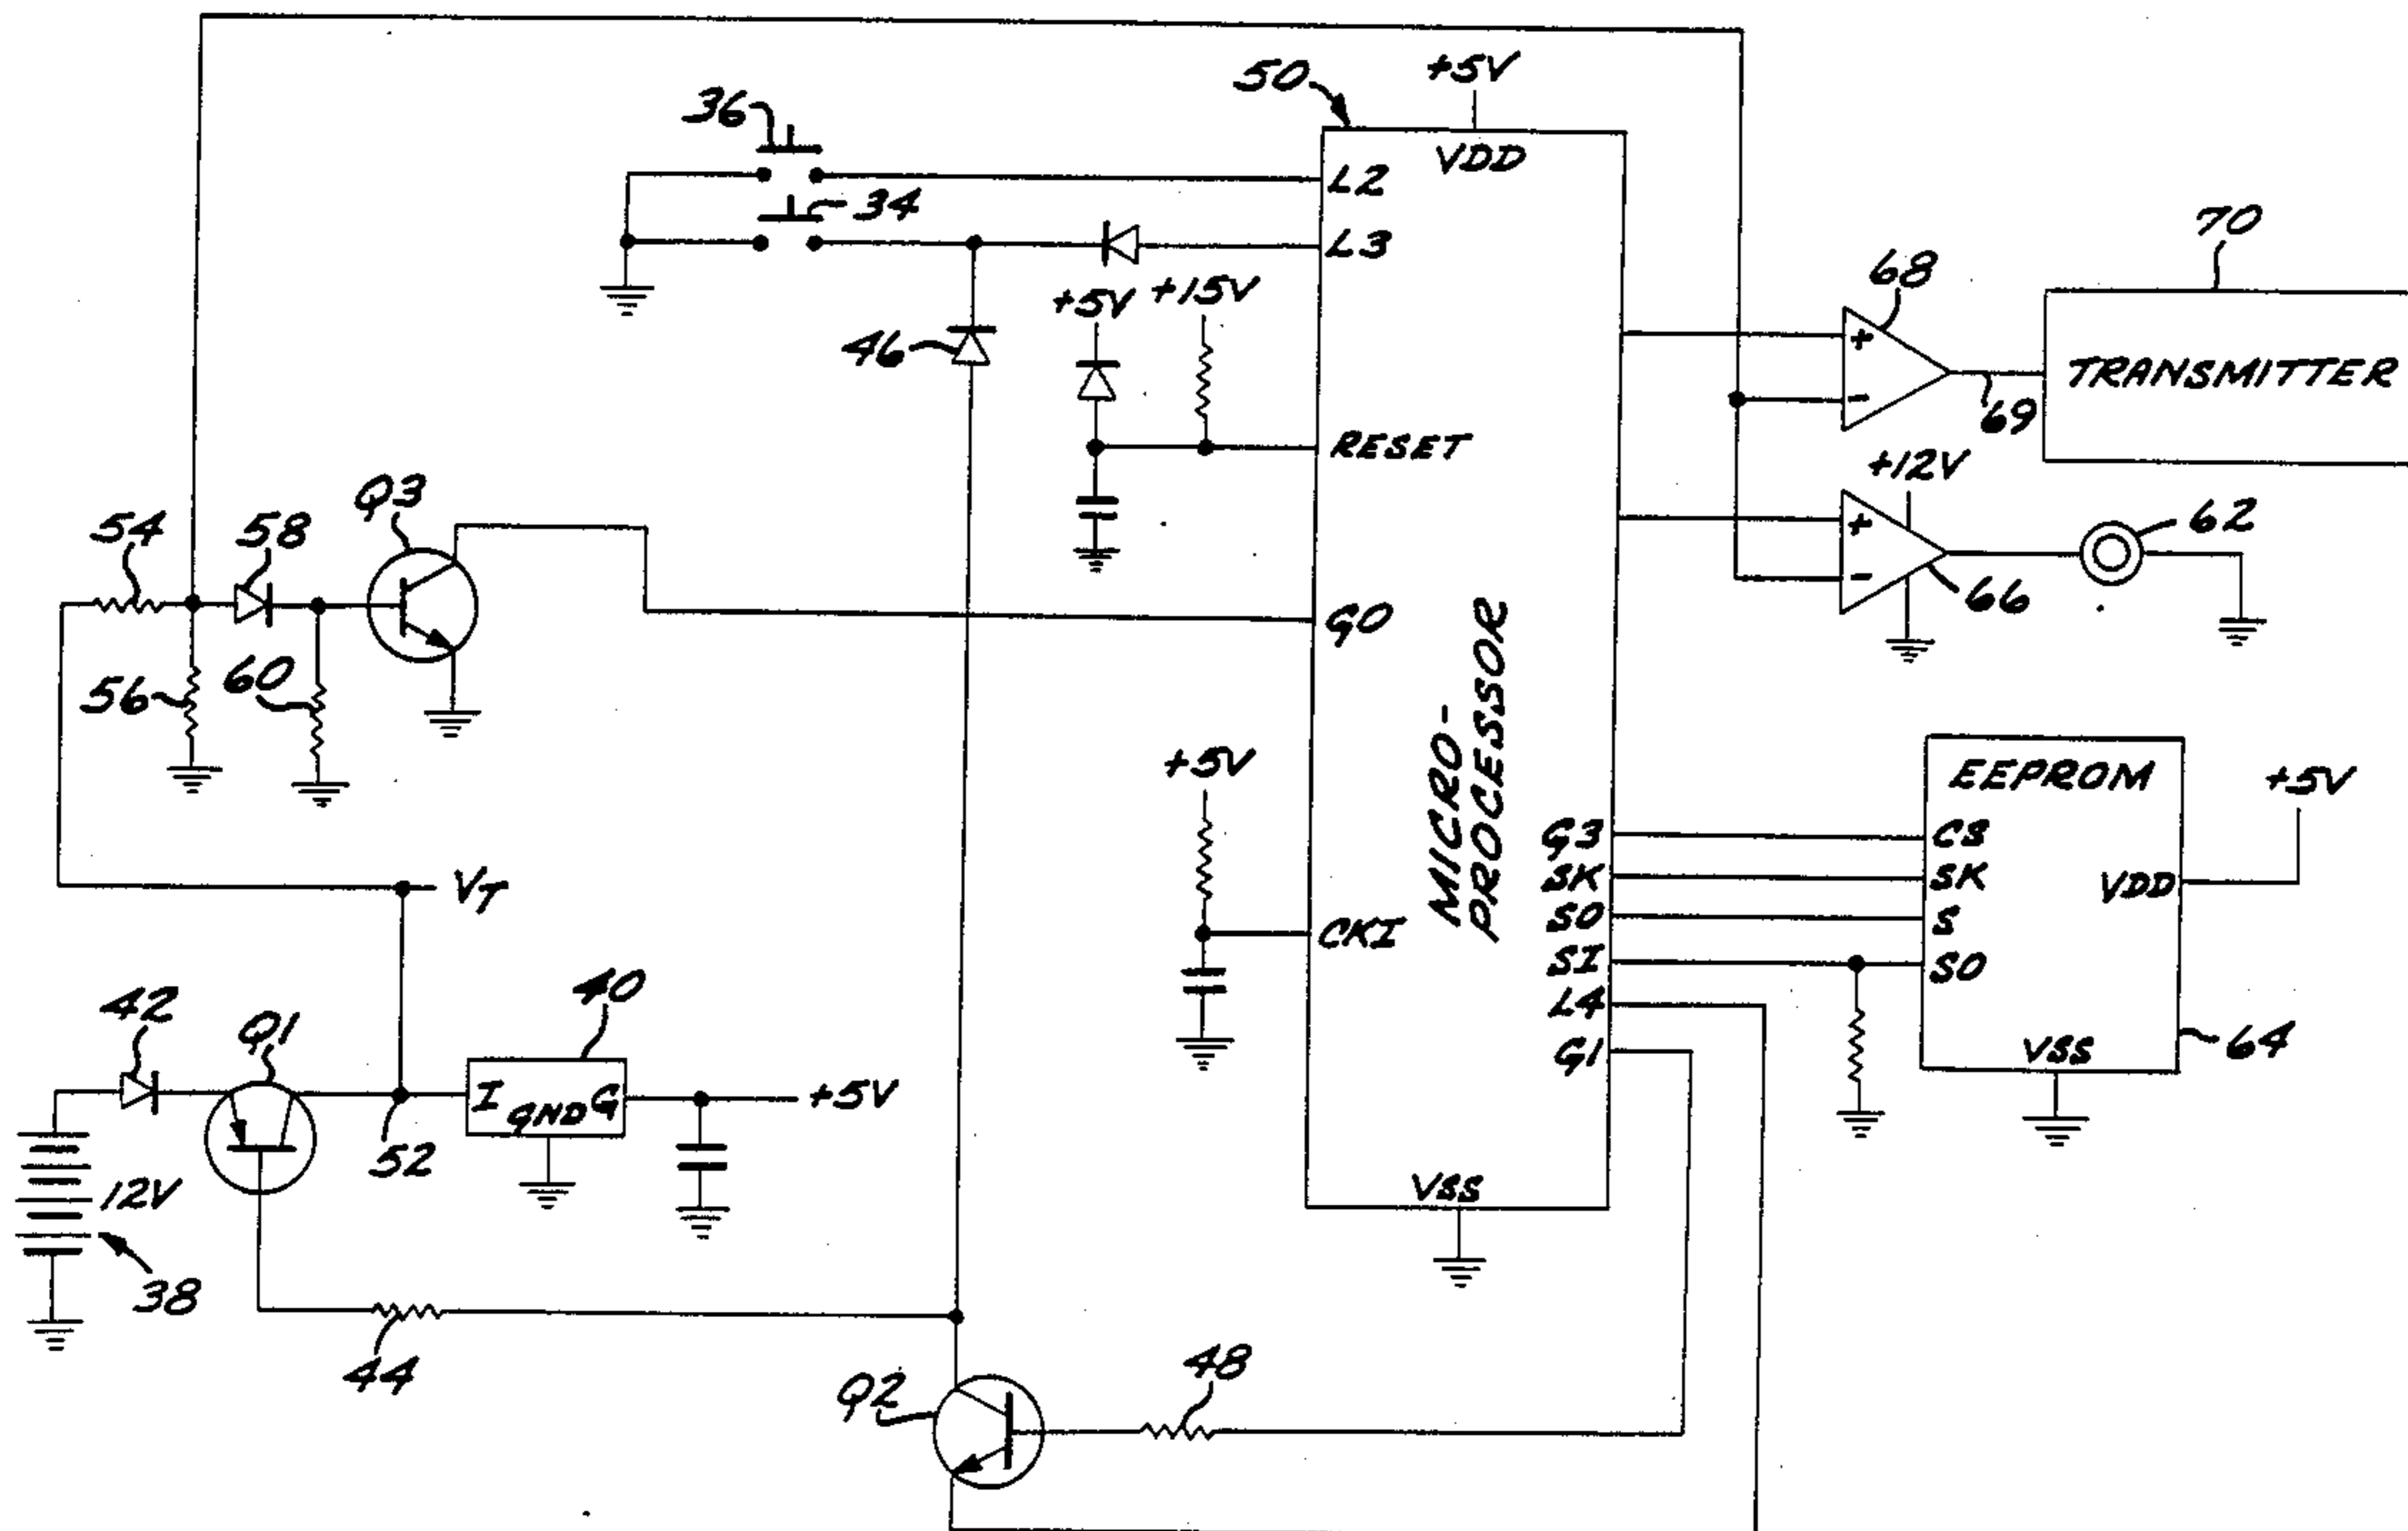 50
+5V
36
VDD
L2
34
L3
70
68
+5V
+15V
46
TRANSMITTER
69
RESET
+12V
Q3
62
54
58
66
GO
56
60
MICRO-
PROCESSOR
+5V
EEPROM
+5V
G3
CS
SK
SK
VDD
VT
SO
S
CKI
SI
SO
42
Q1
40
L4
G1
VSS
64
I
GND
G
+5V
52
12V
VSS
38
44
48
Q2
+
-
+
-